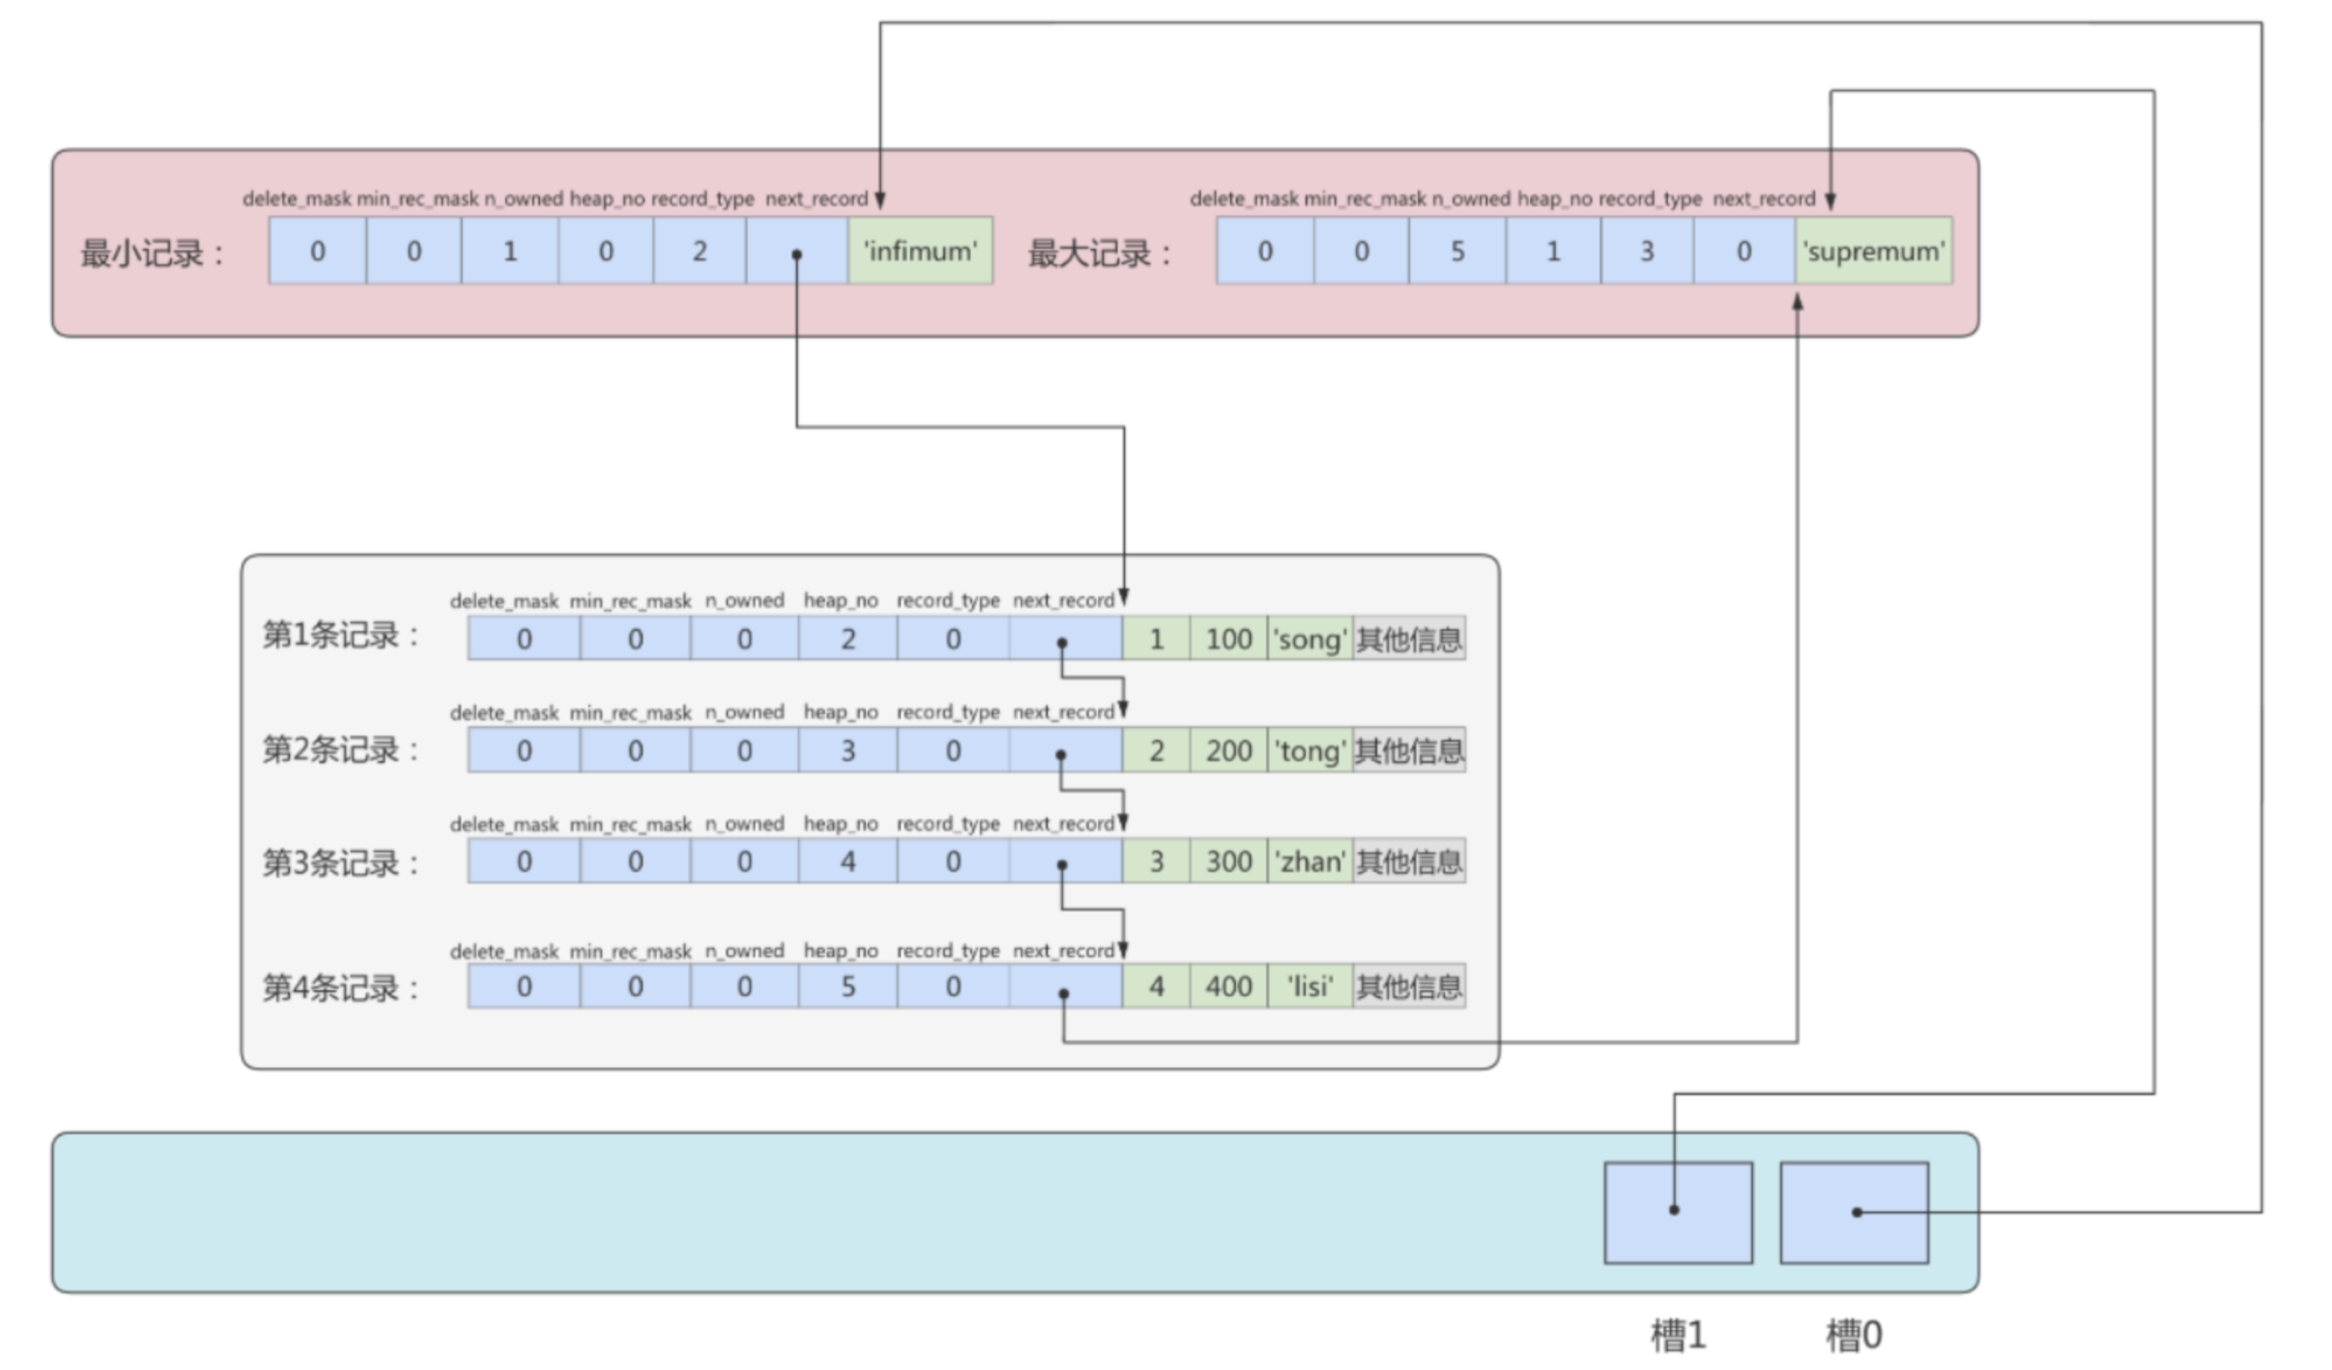 delete_mask min_rec_mask n_owned heap_no record_type next_record
最小记录： 0 0 1 0 2 'infimum'
delete_mask min_rec_mask n_owned heap_no record_type next_record
最大记录： 0 0 5 1 3 0 'supremum'
delete_mask min_rec_mask n_owned heap_no record_type next_record
第1条记录： 0 0 0 2 0 1 100 'song' 其他信息
delete_mask min_rec_mask n_owned heap_no record_type next_record
第2条记录： 0 0 0 3 0 2 200 'tong' 其他信息
delete_mask min_rec_mask n_owned heap_no record_type next_record
第3条记录： 0 0 0 4 0 3 300 'zhan' 其他信息
delete_mask min_rec_mask n_owned heap_no record_type next_record
第4条记录： 0 0 0 5 0 4 400 'lisi' 其他信息
槽1 槽0